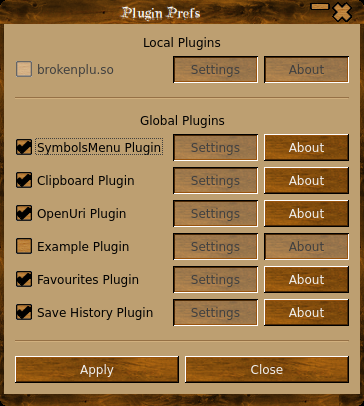 Plugin Prefs
Local Plugins
brokenplu.so Settings About
Global Plugins
SymbolsMenu Plugin Settings About
Clipboard Plugin Settings About
OpenUri Plugin Settings About
Example Plugin Settings About
Favourites Plugin Settings About
Save History Plugin Settings About
Apply Close